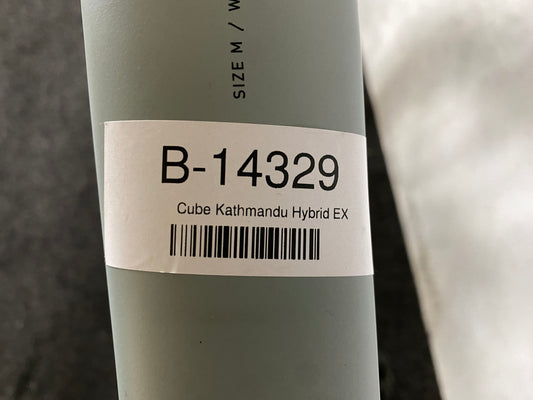 SIZE M / W
B-14329
Cube Kathmandu Hybrid EX